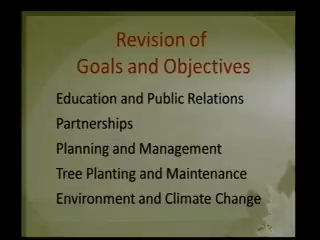 Revision of
Goals and Objectives
Education and Public Relations
Partnerships
Planning and Management
Tree Planting and Maintenance
Environment and Climate Change